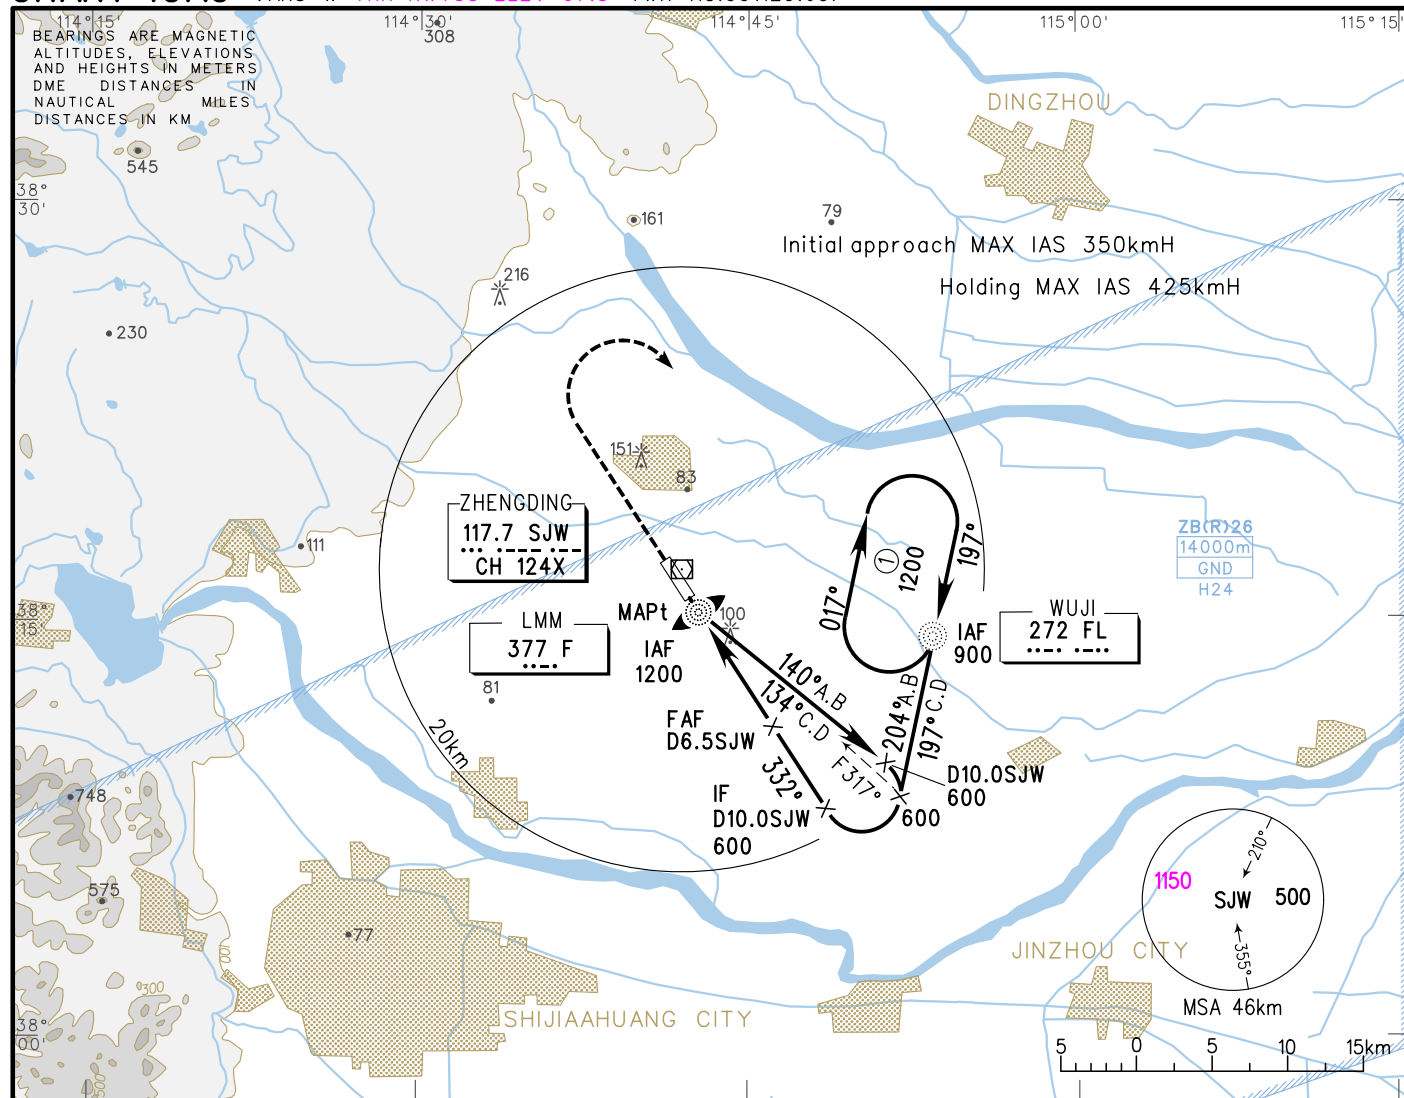 114°15'
114°30'
114°45'
115°00'
115°15'
BEARINGS ARE MAGNETIC
ALTITUDES, ELEVATIONS
AND HEIGHTS IN METERS
DME DISTANCES IN
NAUTICAL MILES
DISTANCES IN KM
308
545
38°
30'
161
79
DINGZHOU
Initial approach MAX IAS 350kmH
Holding MAX IAS 425kmH
216
230
151
83
ZHENGDING
117.7 SJW
CH 124X
111
ZB(R)26
14000m
GND
H24
1
1200
197°
017°
38°
15'
MAPt
100
LMM
377 F
IAF
1200
IAF
900
WUJI
272 FL
81
140°A.B
134°C.D
204°A.B
197°C.D
FAF
D6.5SJW
20km
332°
F317°
D10.0SJW
600
IF
D10.0SJW
600
600
748
575
77
300
500
210°
1150
SJW
500
355°
MSA 46km
JINZHOU CITY
SHIJIAAHUANG CITY
38°
00'
5 0 5 10 15km